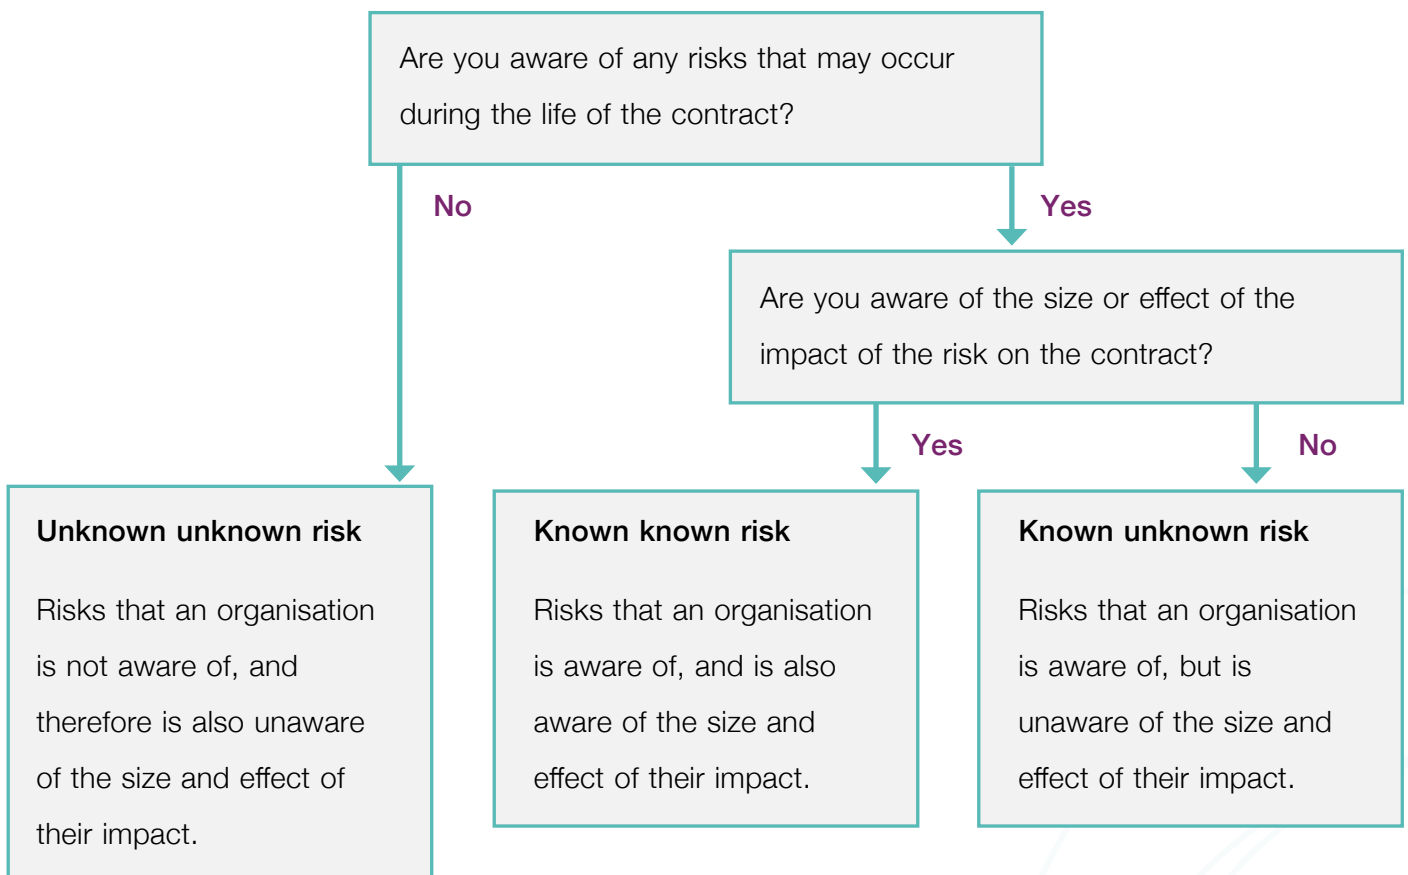 Are you aware of any risks that may occur
during the life of the contract?
No
Yes
Are you aware of the size or effect of the
impact of the risk on the contract?
Yes
No
Unknown unknown risk
Risks that an organisation
is not aware of, and
therefore is also unaware
of the size and effect of
their impact.
Known known risk
Risks that an organisation
is aware of, and is also
aware of the size and
effect of their impact.
Known unknown risk
Risks that an organisation
is aware of, but is
unaware of the size and
effect of their impact.